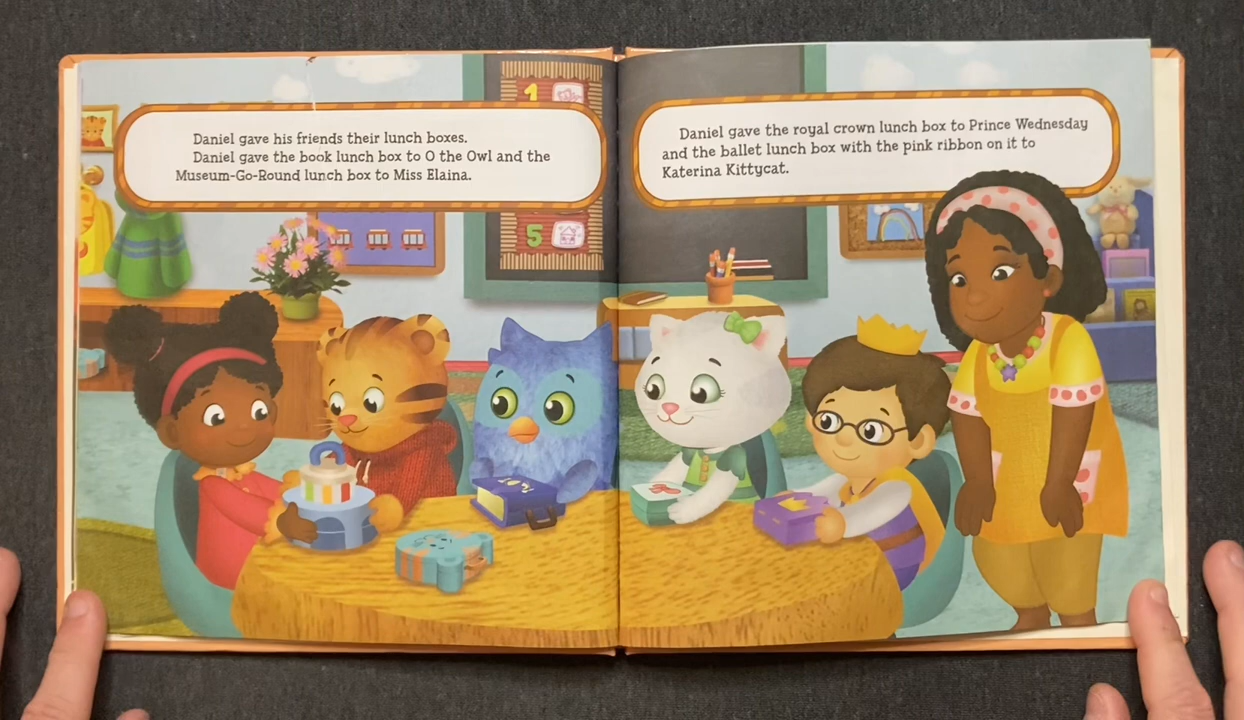 1
Daniel gave his friends their lunch boxes.
Daniel gave the book lunch box to O the Owl and the
Museum-Go-Round lunch box to Miss Elaina.
5
Daniel gave the royal crown lunch box to Prince Wednesday
and the ballet lunch box with the pink ribbon on it to
Katerina Kittycat.